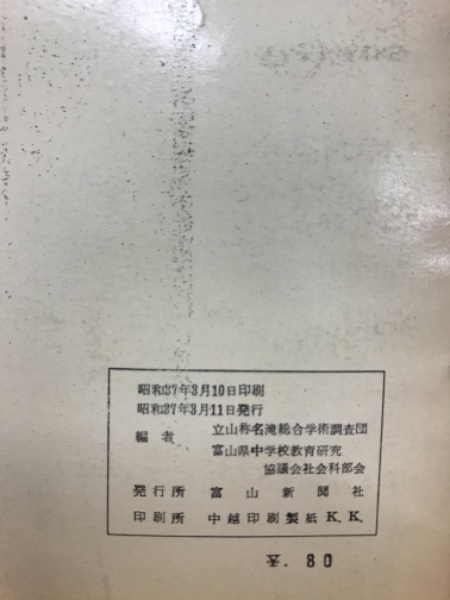 昭和37年3月10日印刷
昭和37年3月11日発行
編者 立山称名滝総合学術調査団
富山県中学校教育研究
協議会社会科部会
発行所 富山新聞社
印刷所 中越印刷製紙K.K.
¥. 80